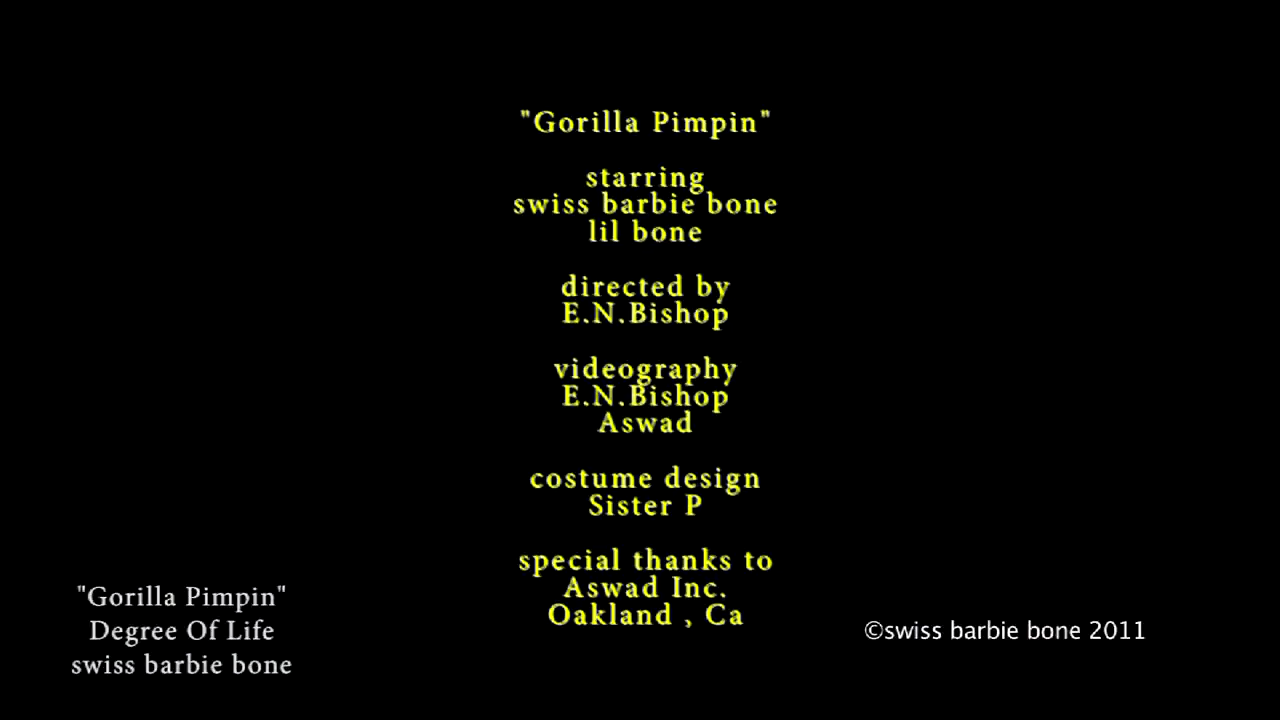 "Gorilla Pimpin"
starring
swiss barbie bone
lil bone
directed by
E.N.Bishop
videography
E.N.Bishop
Aswad
costume design
Sister P
special thanks to
Aswad Inc.
Oakland , Ca
"Gorilla Pimpin"
Degree Of Life
swiss barbie bone
©swiss barbie bone 2011